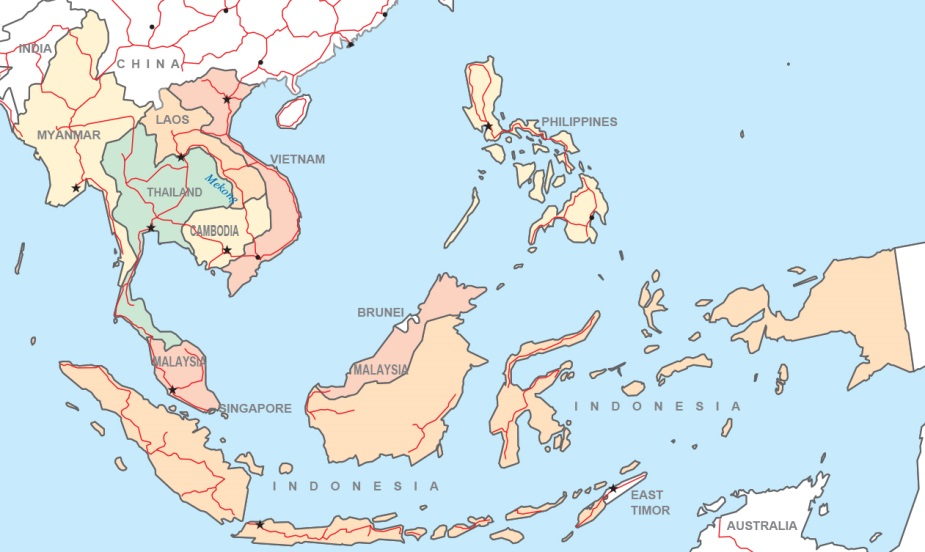 INDIA
CHINA
LAOS
MYANMAR
PHILIPPINES
VIETNAM
THAILAND
Mekong
CAMBODIA
BRUNEI
MALAYSIA
MALAYSIA
SINGAPORE
INDONESIA
INDONESIA
EAST
TIMOR
AUSTRALIA